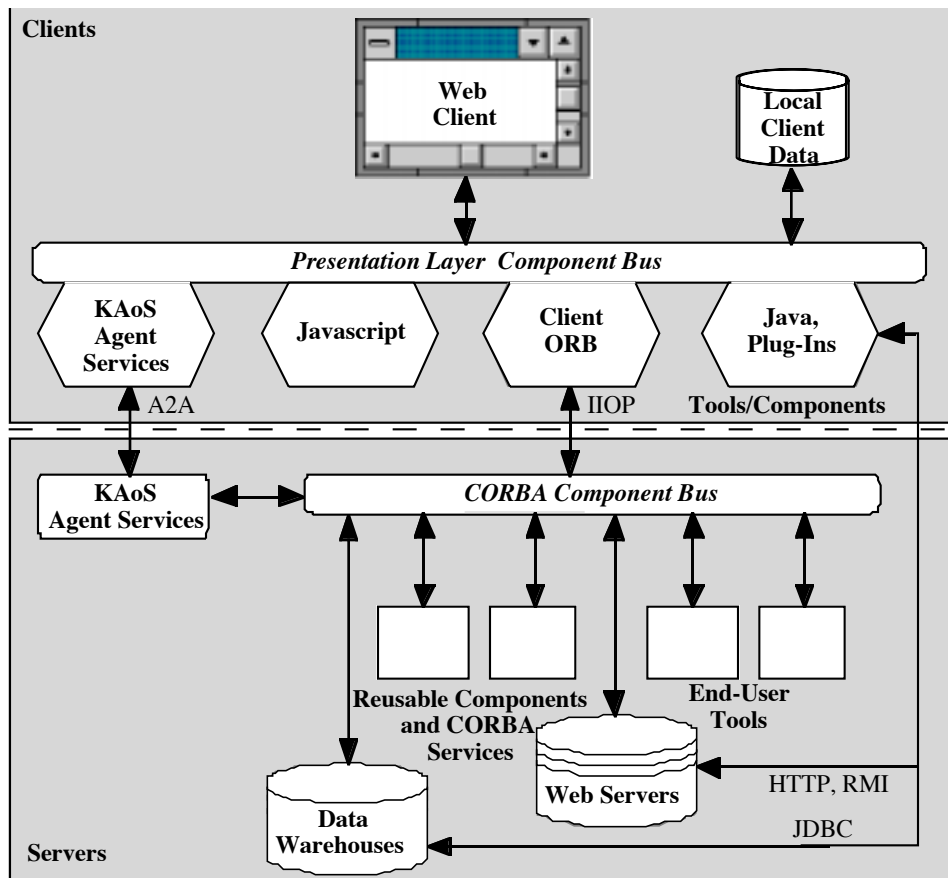 Clients
Web
Client
Local
Client
Data
Presentation Layer Component Bus
KAoS
Agent
Services
Javascript
Client
ORB
Java,
Plug-Ins
A2A
IIOP
Tools/Components
KAoS
Agent Services
CORBA Component Bus
Reusable Components
and CORBA
Services
End-User
Tools
Web Servers
HTTP, RMI
Data
Warehouses
JDBC
Servers